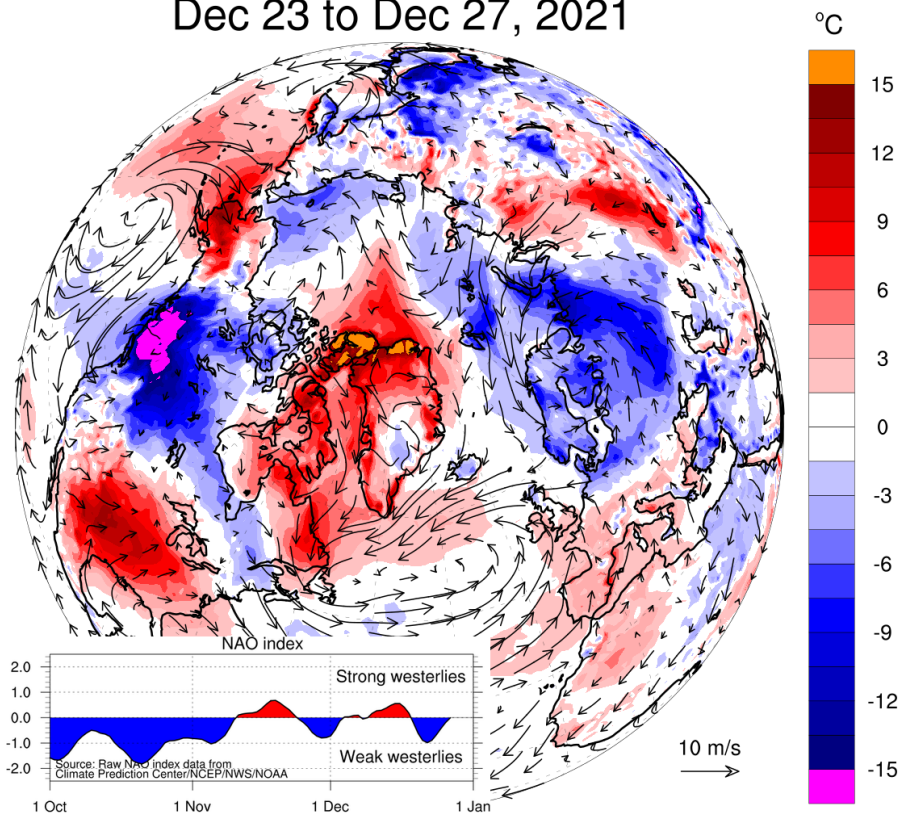 Dec 23 to Dec 27, 2021
°C
15
12
9
6
3
0
-3
-6
-9
-12
-15
NAO index
2.0
1.0
0.0
-1.0
-2.0
Strong westerlies
Weak westerlies
Source: Raw NAO index data from
Climate Prediction Center/NCEP/NWS/NOAA
1 Oct 1 Nov 1 Dec 1 Jan
10 m/s